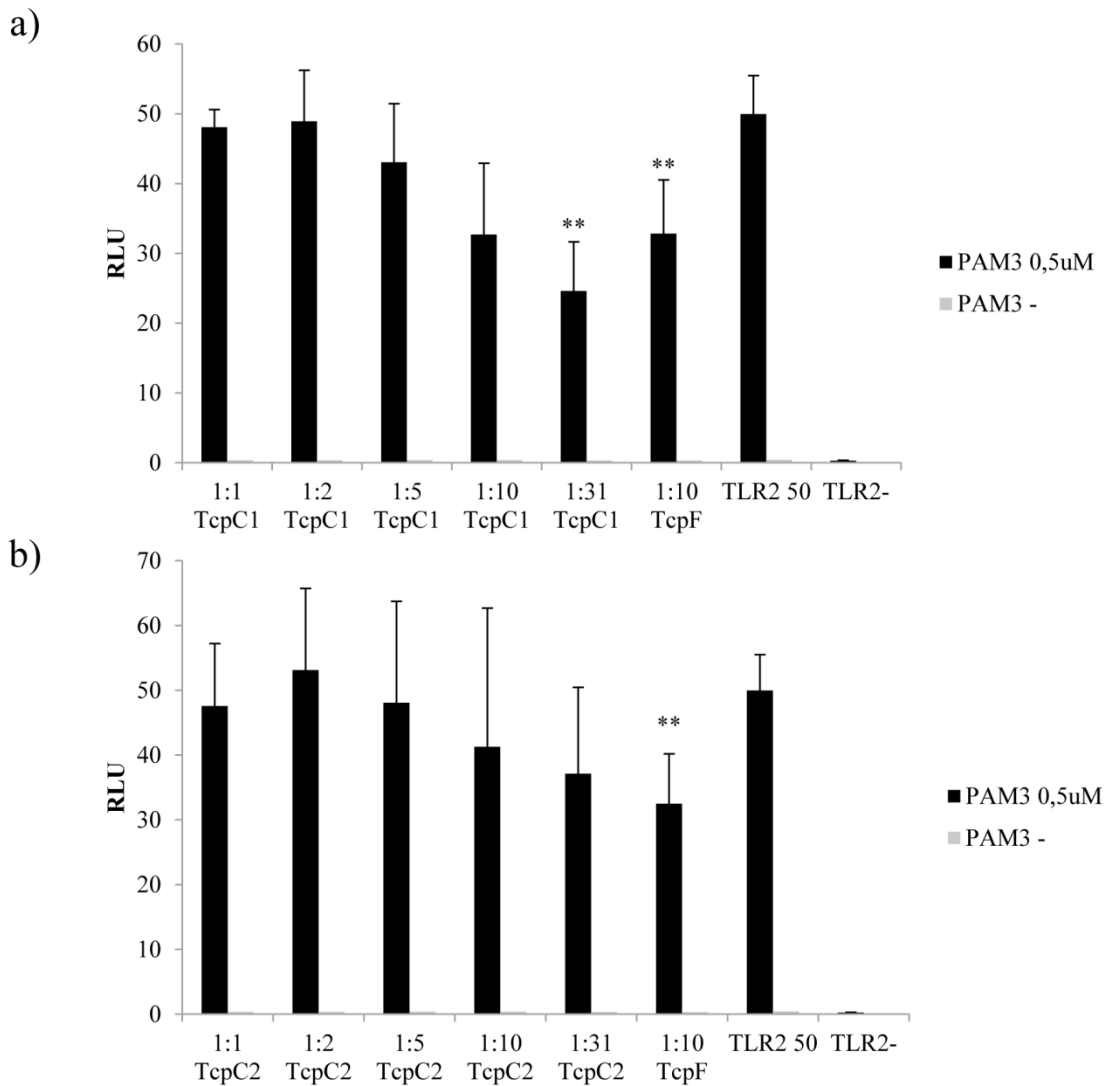 a)
60
50
40
30
20
10
0
RLU
** **
PAM3 0,5uM
PAM3 -
1:1 1:2 1:5 1:10 1:31 1:10 TLR2 50 TLR2-
TcpC1 TcpC1 TcpC1 TcpC1 TcpC1 TcpF
b)
70
60
50
40
30
20
10
0
RLU
**
PAM3 0,5uM
PAM3 -
1:1 1:2 1:5 1:10 1:31 1:10 TLR2 50 TLR2-
TcpC2 TcpC2 TcpC2 TcpC2 TcpC2 TcpF